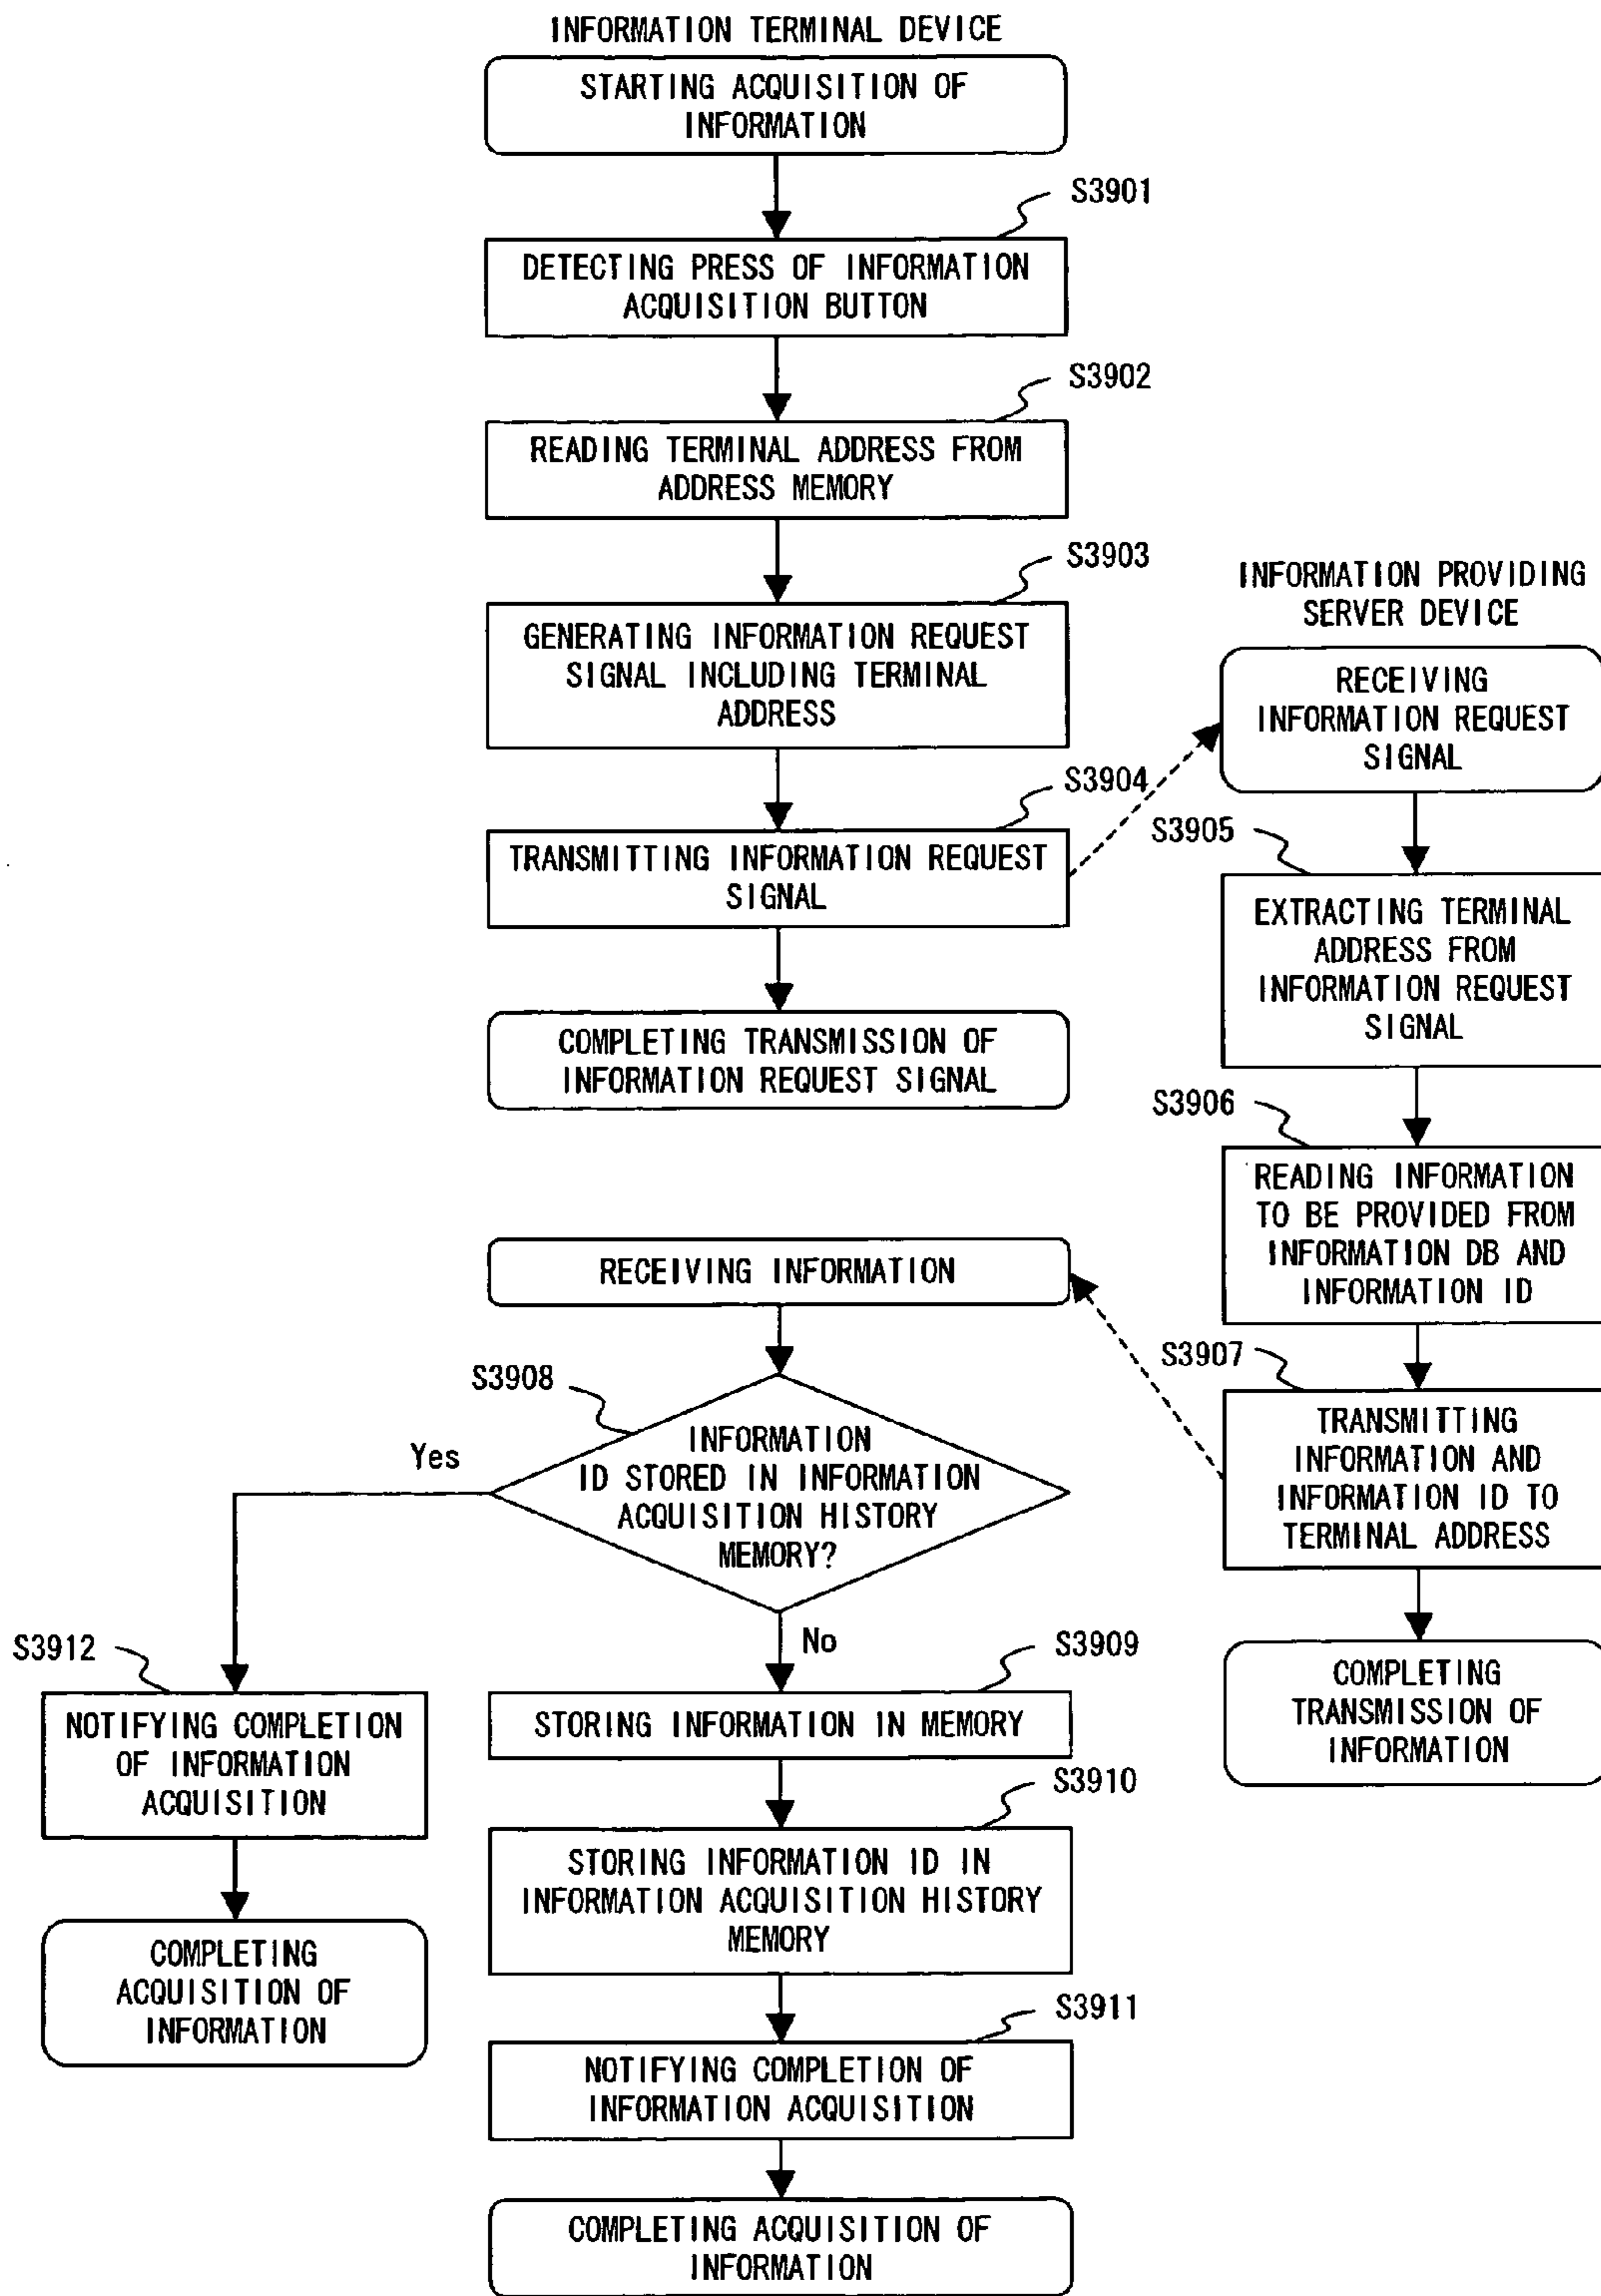 INFORMATION TERMINAL DEVICE
STARTING ACQUISITION OF
INFORMATION
S3901
DETECTING PRESS OF INFORMATION
ACQUISITION BUTTON
S3902
READING TERMINAL ADDRESS FROM
ADDRESS MEMORY
S3903
GENERATING INFORMATION REQUEST
SIGNAL INCLUDING TERMINAL
ADDRESS
S3904
TRANSMITTING INFORMATION REQUEST
SIGNAL
COMPLETING TRANSMISSION OF
INFORMATION REQUEST SIGNAL
INFORMATION PROVIDING
SERVER DEVICE
RECEIVING
INFORMATION REQUEST
SIGNAL
S3905
EXTRACTING TERMINAL
ADDRESS FROM
INFORMATION REQUEST
SIGNAL
S3906
READING INFORMATION
TO BE PROVIDED FROM
INFORMATION DB AND
INFORMATION ID
S3907
TRANSMITTING
INFORMATION AND
INFORMATION ID TO
TERMINAL ADDRESS
COMPLETING
TRANSMISSION OF
INFORMATION
RECEIVING INFORMATION
S3908
INFORMATION
ID STORED IN INFORMATION
ACQUISITION HISTORY
MEMORY?
Yes
No
S3912
NOTIFYING COMPLETION
OF INFORMATION
ACQUISITION
COMPLETING
ACQUISITION OF
INFORMATION
S3909
STORING INFORMATION IN MEMORY
S3910
STORING INFORMATION ID IN
INFORMATION ACQUISITION HISTORY
MEMORY
S3911
NOTIFYING COMPLETION OF
INFORMATION ACQUISITION
COMPLETING ACQUISITION OF
INFORMATION